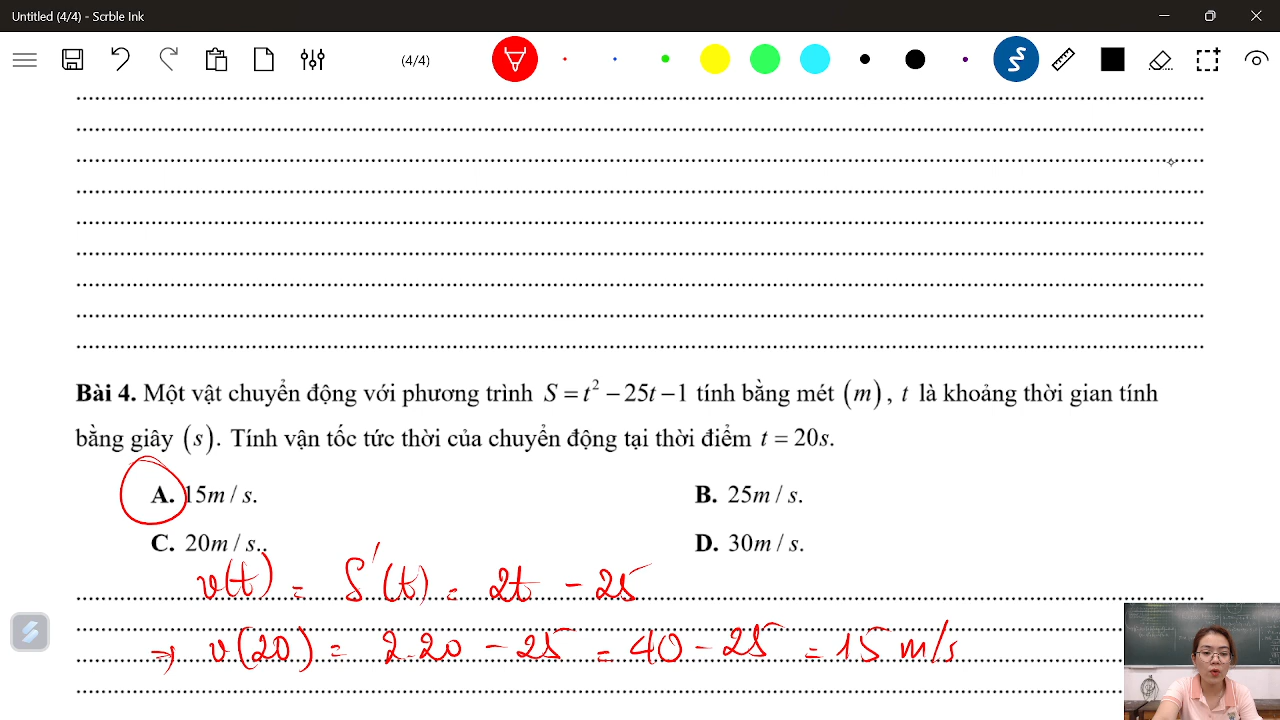 Untitled (4/4) - Scrble Ink
(4/4)
Bài 4. Một vật chuyển động với phương trình S = t² − 25t − 1 tính bằng mét (m), t là khoảng thời gian tính
bằng giây (s). Tính vận tốc tức thời của chuyển động tại thời điểm t = 20s.
A. 15m / s.
B. 25m / s.
C. 20m / s..
D. 30m / s.
v(t) = S'(t) = 2t - 25
⇒ v(20) = 2.20 - 25 = 40 - 25 = 15 m/s